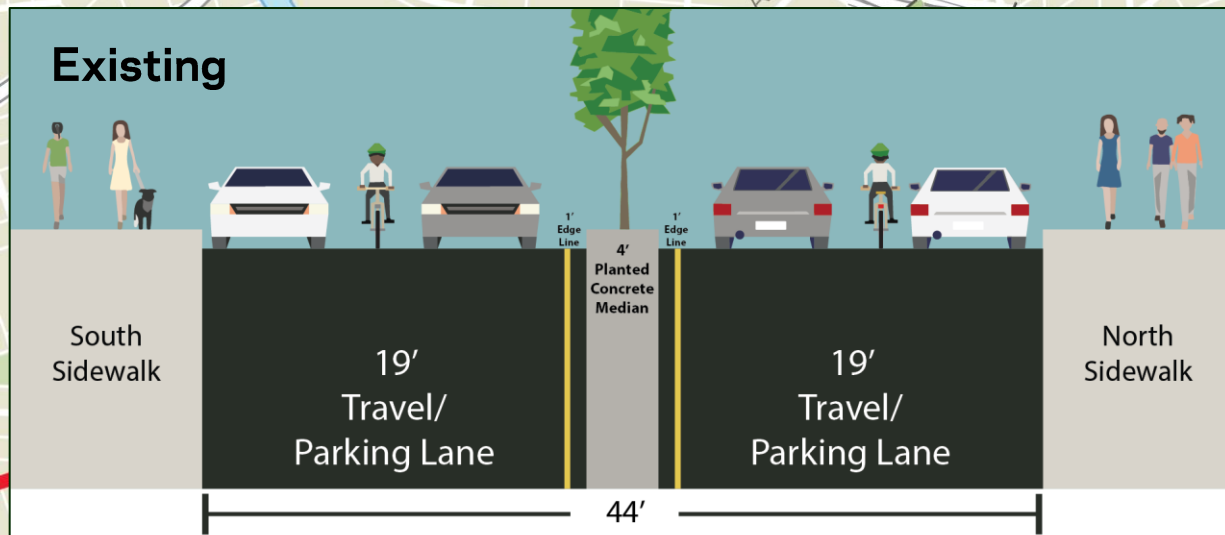 Existing
South
Sidewalk
19’
Travel/
Parking Lane
1’
Edge
Line
4’
Planted
Concrete
Median
1’
Edge
Line
19’
Travel/
Parking Lane
North
Sidewalk
44’